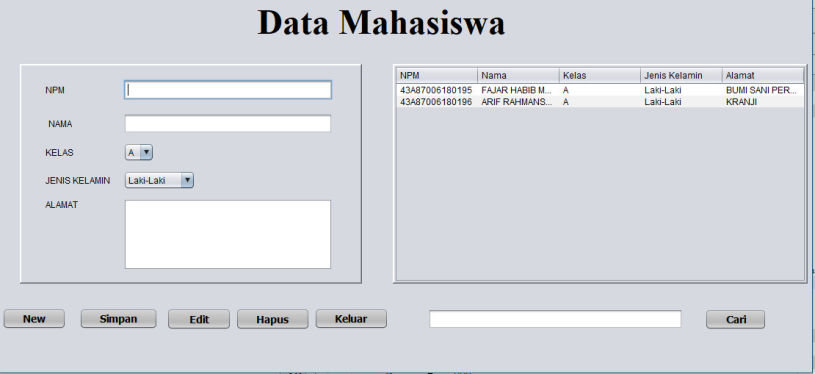 Data Mahasiswa
NPM
NAMA
KELAS
A
JENIS KELAMIN
Laki-Laki
ALAMAT
NPM Nama Kelas Jenis Kelamin Alamat
43A87006180195 FAJAR HABIB M... A Laki-Laki BUMI SANI PER...
43A87006180196 ARIF RAHMANS... A Laki-Laki KRANJI
New Simpan Edit Hapus Keluar Cari